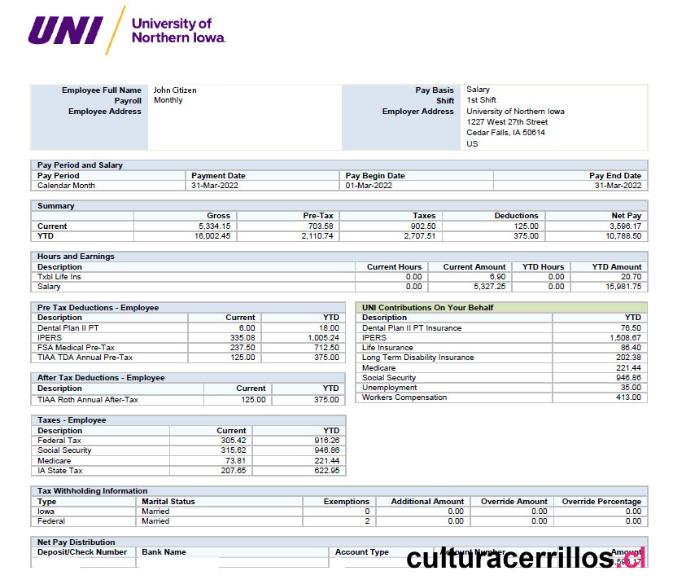 UNI University of
Northern Iowa.
Employee Full Name John Citizen Pay Basis Salary
Payroll Monthly Shift 1st Shift
Employee Address Employer Address University of Northern Iowa
1227 West 27th Street
Cedar Falls, IA 50614
US
Pay Period and Salary
Pay Period Payment Date Pay Begin Date Pay End Date
Calendar Month 31-Mar-2022 01-Mar-2022 31-Mar-2022
Summary
Gross Pre-Tax Taxes Deductions Net Pay
Current 5,334.15 703.58 902.50 125.00 3,596.17
YTD 16,002.45 2,110.74 2,707.51 375.00 10,788.50
Hours and Earnings
Description Current Hours Current Amount YTD Hours YTD Amount
Txbl Life Ins 0.00 6.90 0.00 20.70
Salary 0.00 5,327.25 0.00 15,981.75
Pre Tax Deductions - Employee
Description Current YTD
Dental Plan II PT 6.00 18.00
IPERS 335.08 1,005.24
FSA Medical Pre-Tax 237.50 712.50
TIAA TDA Annual Pre-Tax 125.00 375.00
After Tax Deductions - Employee
Description Current YTD
TIAA Roth Annual After-Tax 125.00 375.00
UNI Contributions On Your Behalf
Description YTD
Dental Plan II PT Insurance 76.50
IPERS 1,508.67
Life Insurance 86.40
Long Term Disability Insurance 202.38
Medicare 221.44
Social Security 946.86
Unemployment 35.00
Workers Compensation 413.00
Taxes - Employee
Description Current YTD
Federal Tax 305.42 916.26
Social Security 315.62 946.86
Medicare 73.81 221.44
IA State Tax 207.65 622.95
Tax Withholding Information
Type Marital Status Exemptions Additional Amount Override Amount Override Percentage
Iowa Married 0 0.00 0.00 0.00
Federal Married 2 0.00 0.00 0.00
Net Pay Distribution
Deposit/Check Number Bank Name Account Type Account Number Amount
culturacerrillos.cl